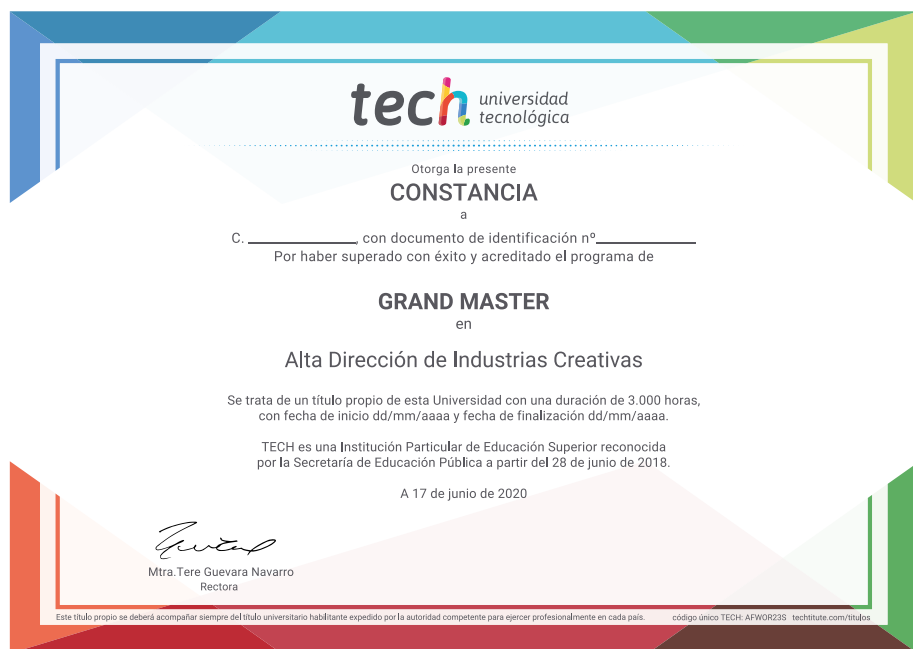 tech universidad
tecnológica
Otorga la presente
CONSTANCIA
a
C. ____________, con documento de identificación nº____________
Por haber superado con éxito y acreditado el programa de
GRAND MASTER
en
Alta Dirección de Industrias Creativas
Se trata de un título propio de esta Universidad con una duración de 3.000 horas,
con fecha de inicio dd/mm/aaaa y fecha de finalización dd/mm/aaaa.
TECH es una Institución Particular de Educación Superior reconocida
por la Secretaría de Educación Pública a partir del 28 de junio de 2018.
A 17 de junio de 2020
Mtra.Tere Guevara Navarro
Rectora
Este título propio se deberá acompañar siempre del título universitario habilitante expedido por la autoridad competente para ejercer profesionalmente en cada país. código único TECH: AFWOR23S techtitute.com/titulos